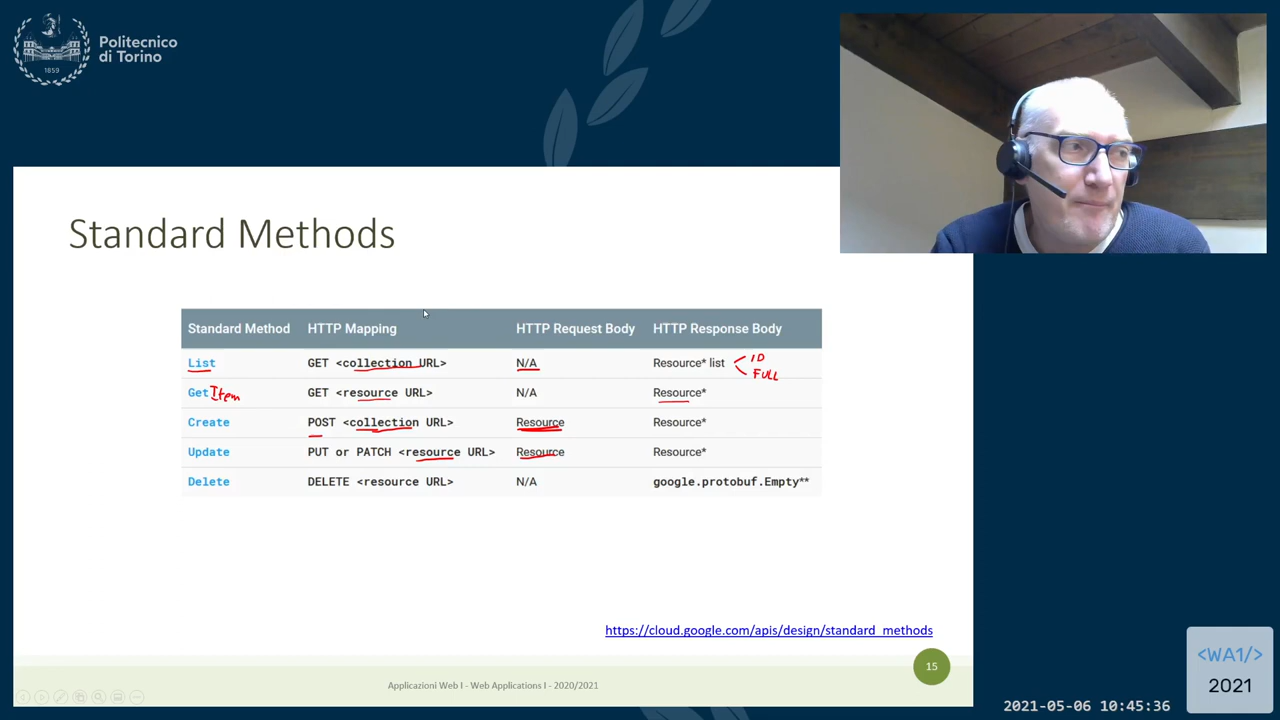 Politecnico
di Torino
1859
Standard Methods
Standard Method HTTP Mapping HTTP Request Body HTTP Response Body
List GET <collection URL> N/A Resource* list ID
FULL
Get Item GET <resource URL> N/A Resource*
Create POST <collection URL> Resource Resource*
Update PUT or PATCH <resource URL> Resource Resource*
Delete DELETE <resource URL> N/A google.protobuf.Empty**
https://cloud.google.com/apis/design/standard_methods
15
Applicazioni Web I - Web Applications I - 2020/2021
<WA1/>
2021
2021-05-06 10:45:36